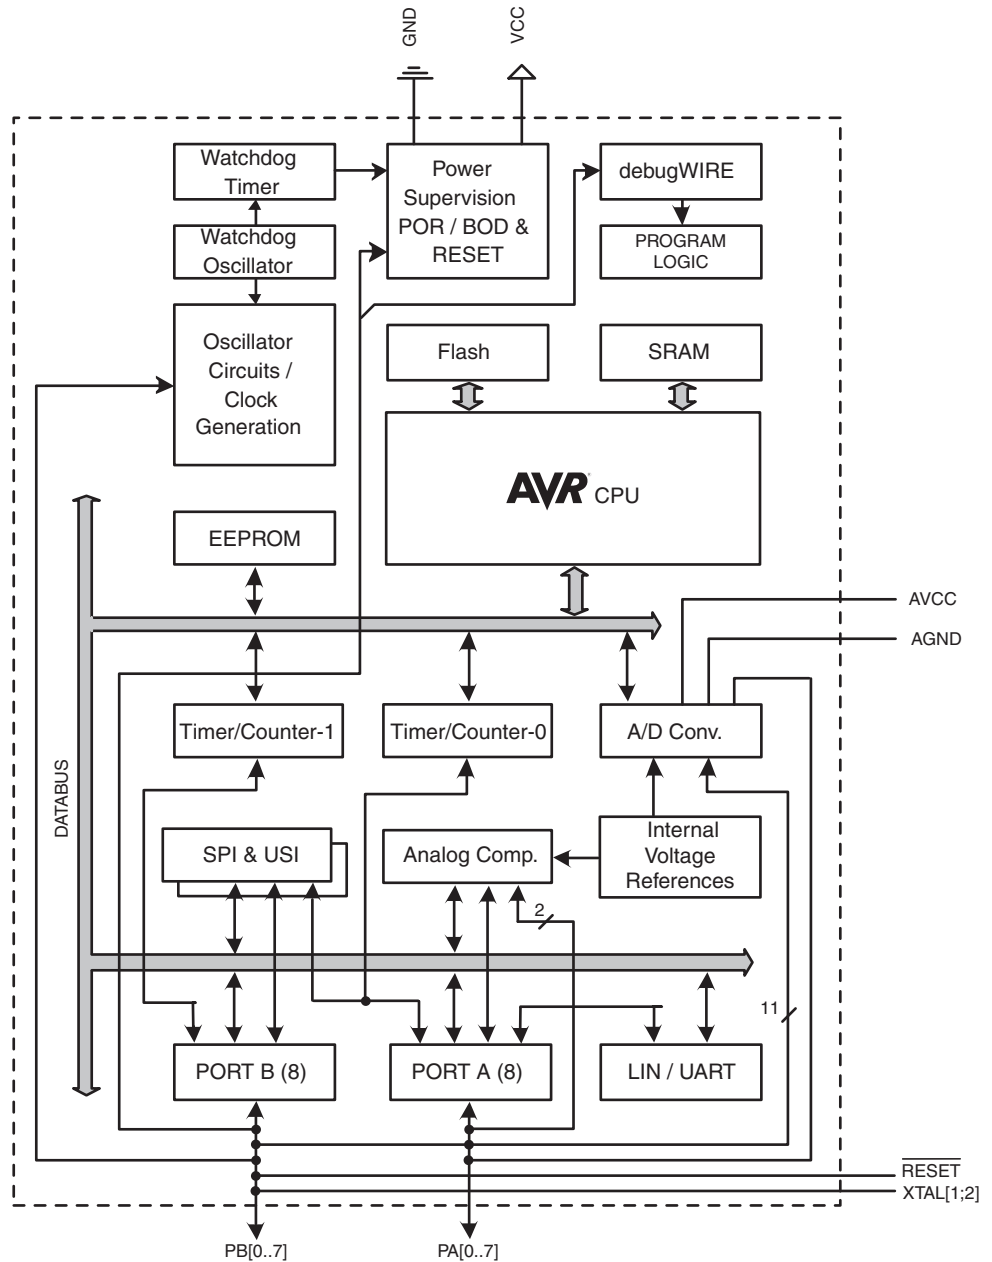 GND
VCC
Watchdog
Timer
Power
Supervision
POR / BOD &
RESET
debugWIRE
Watchdog
Oscillator
PROGRAM
LOGIC
Oscillator
Circuits /
Clock
Generation
Flash
SRAM
AVR® CPU
EEPROM
AVCC
AGND
Timer/Counter-1
Timer/Counter-0
A/D Conv.
DATABUS
SPI & USI
Analog Comp.
Internal
Voltage
References
2
11
PORT B (8)
PORT A (8)
LIN / UART
RESET
XTAL[1;2]
PB[0..7]
PA[0..7]